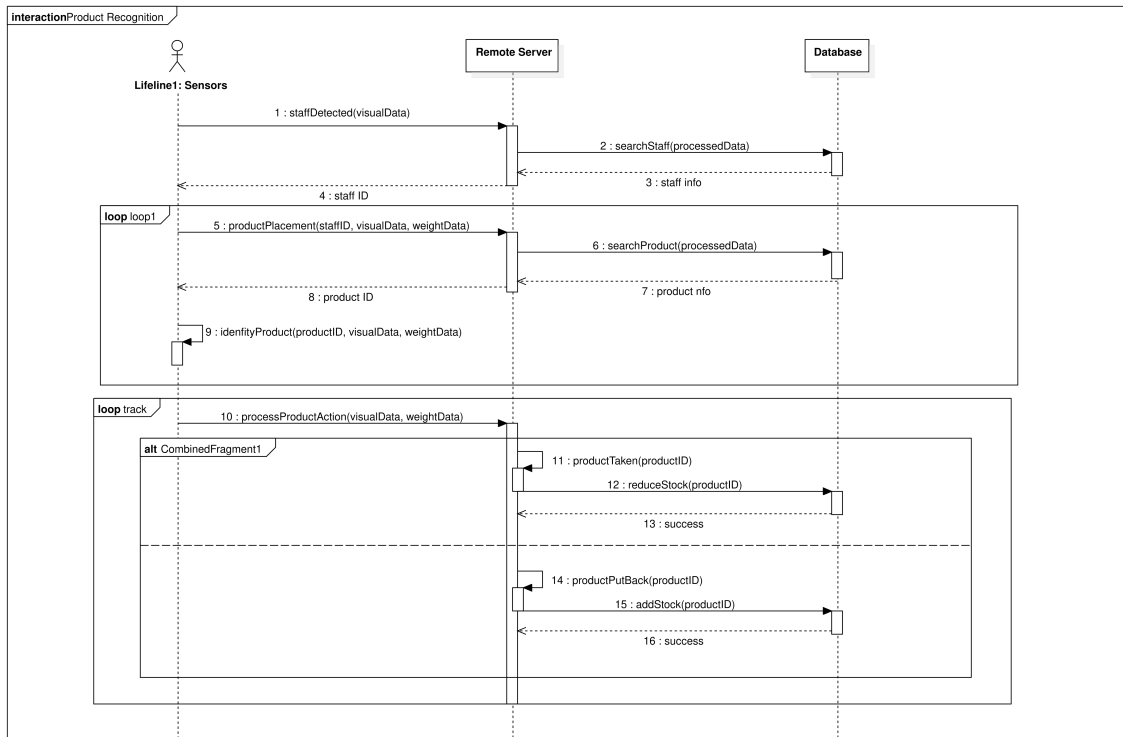 interactionProduct Recognition
Remote Server
Database
Lifeline1: Sensors
1 : staffDetected(visualData)
2 : searchStaff(processedData)
3 : staff info
4 : staff ID
loop loop1
5 : productPlacement(staffID, visualData, weightData)
6 : searchProduct(processedData)
7 : product nfo
8 : product ID
9 : idenfityProduct(productID, visualData, weightData)
loop track
10 : processProductAction(visualData, weightData)
alt CombinedFragment1
11 : productTaken(productID)
12 : reduceStock(productID)
13 : success
14 : productPutBack(productID)
15 : addStock(productID)
16 : success